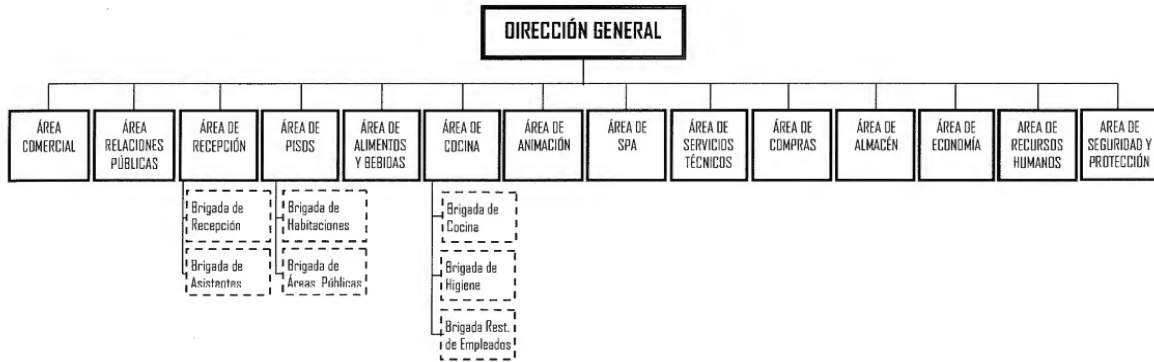 DIRECCIÓN GENERAL
ÁREA
COMERCIAL
ÁREA
RELACIONES
PÚBLICAS
ÁREA DE
RECEPCIÓN
ÁREA DE
PISOS
ÁREA DE
ALIMENTOS
Y BEBIDAS
ÁREA DE
COCINA
ÁREA DE
ANIMACIÓN
ÁREA DE
SPA
ÁREA DE
SERVICIOS
TÉCNICOS
ÁREA DE
COMPRAS
ÁREA DE
ALMACÉN
ÁREA DE
ECONOMÍA
ÁREA DE
RECURSOS
HUMANOS
AREA DE
SEGURIDAD Y
PROTECCIÓN
Brigada de
Recepción
Brigada de
Asistentes
Brigada de
Habitaciones
Brigada de
Áreas Públicas
Brigada de
Cocina
Brigada de
Higiene
Brigada Rest.
de Empleados